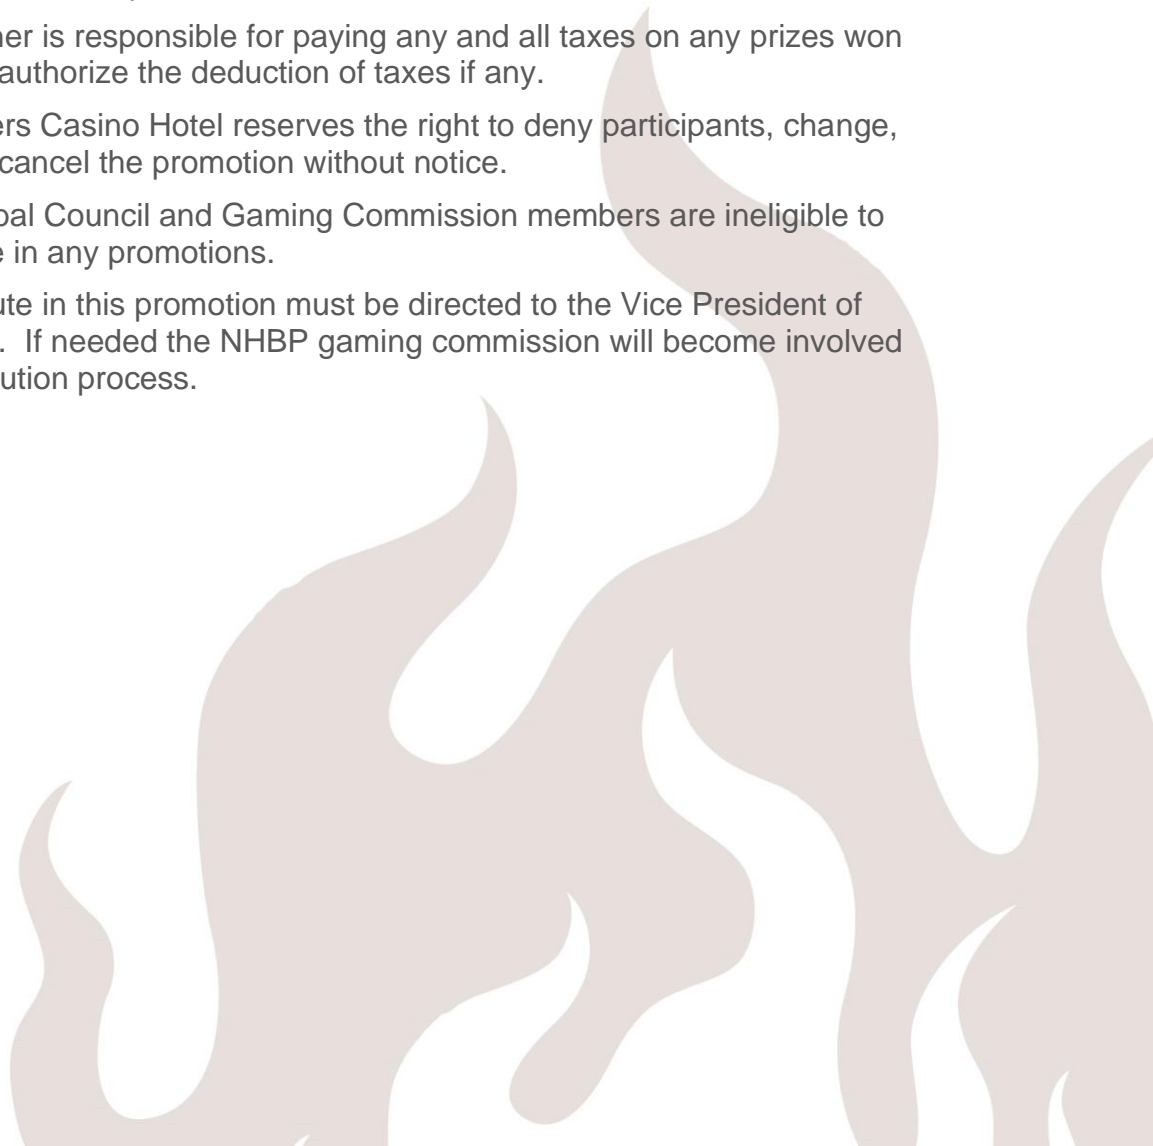 ner is responsible for paying any and all taxes on any prizes won
authorize the deduction of taxes if any.
ers Casino Hotel reserves the right to deny participants, change,
cancel the promotion without notice.
bal Council and Gaming Commission members are ineligible to
e in any promotions.
ute in this promotion must be directed to the Vice President of
. If needed the NHBP gaming commission will become involved
ution process.